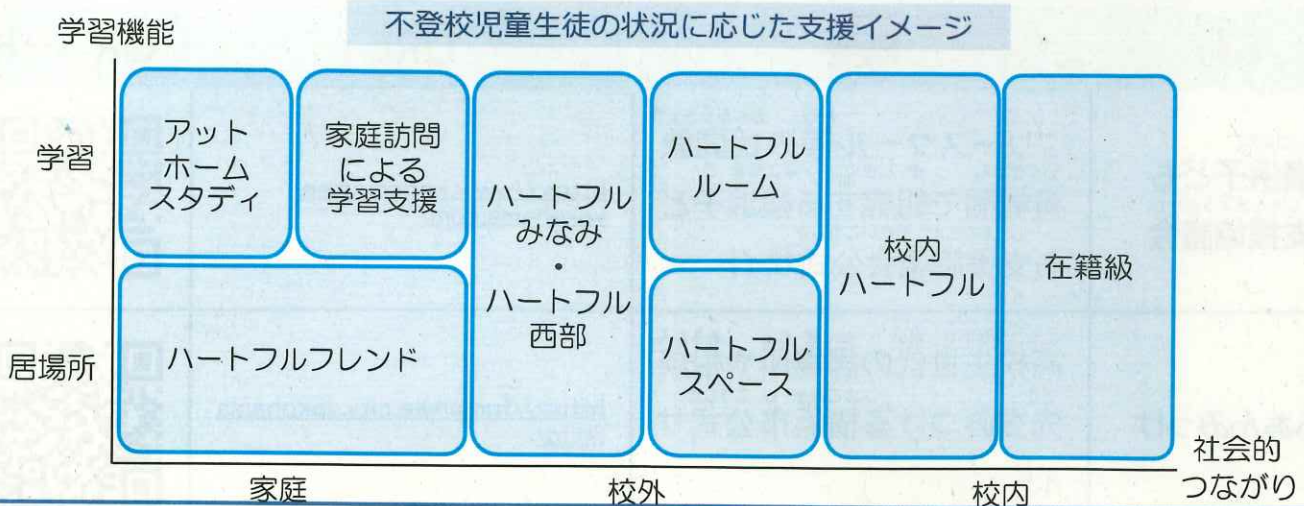 不登校児童生徒の状況に応じた支援イメージ
学習機能
学習
居場所
アット
ホーム
スタディ
家庭訪問
による
学習支援
ハートフルフレンド
ハートフル
みなみ
・
ハートフル
西部
ハートフル
ルーム
ハートフル
スペース
校内
ハートフル
在籍級
家庭
校外
校内
社会的
つながり